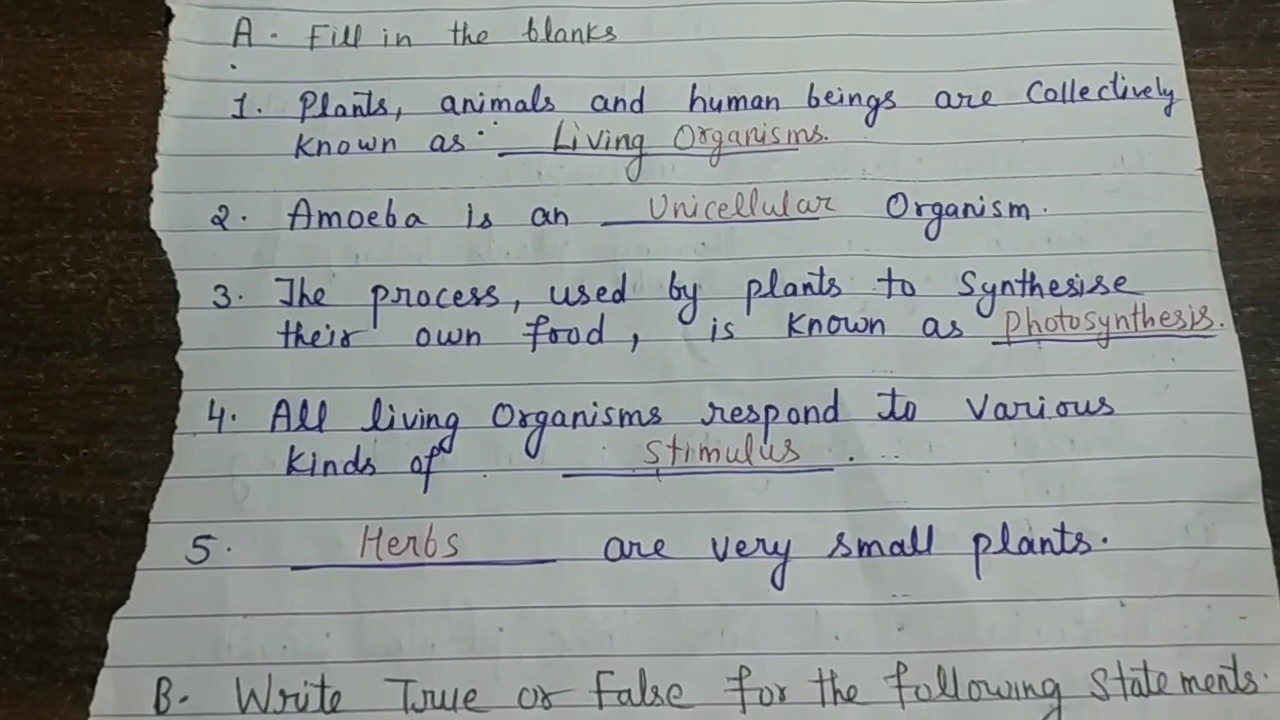 A. Fill in the blanks
1. Plants, animals and human beings are Collectively
known as Living Organisms.
2. Amoeba is an Unicellular Organism.
3. The process, used by plants to Synthesise
their own food, is known as Photosynthesis.
4. All living Organisms respond to various
kinds of Stimulus.
5. Herbs are very small plants.
B. Write True or False for the following statements.